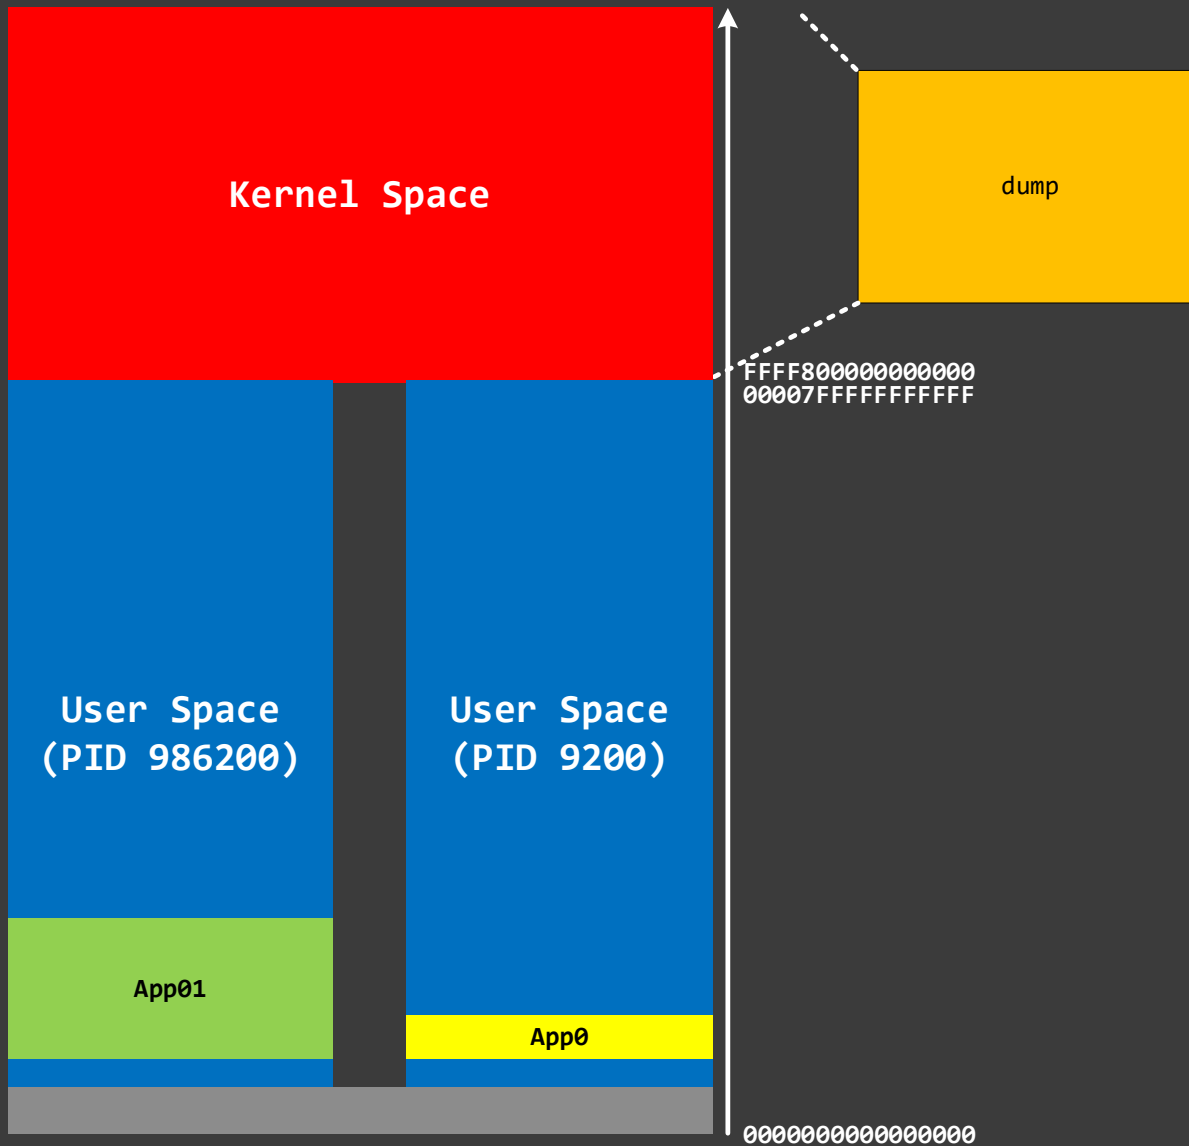 Kernel Space
dump
FFFF800000000000
00007FFFFFFFFFFF
User Space
(PID 986200)
User Space
(PID 9200)
App01
App0
0000000000000000